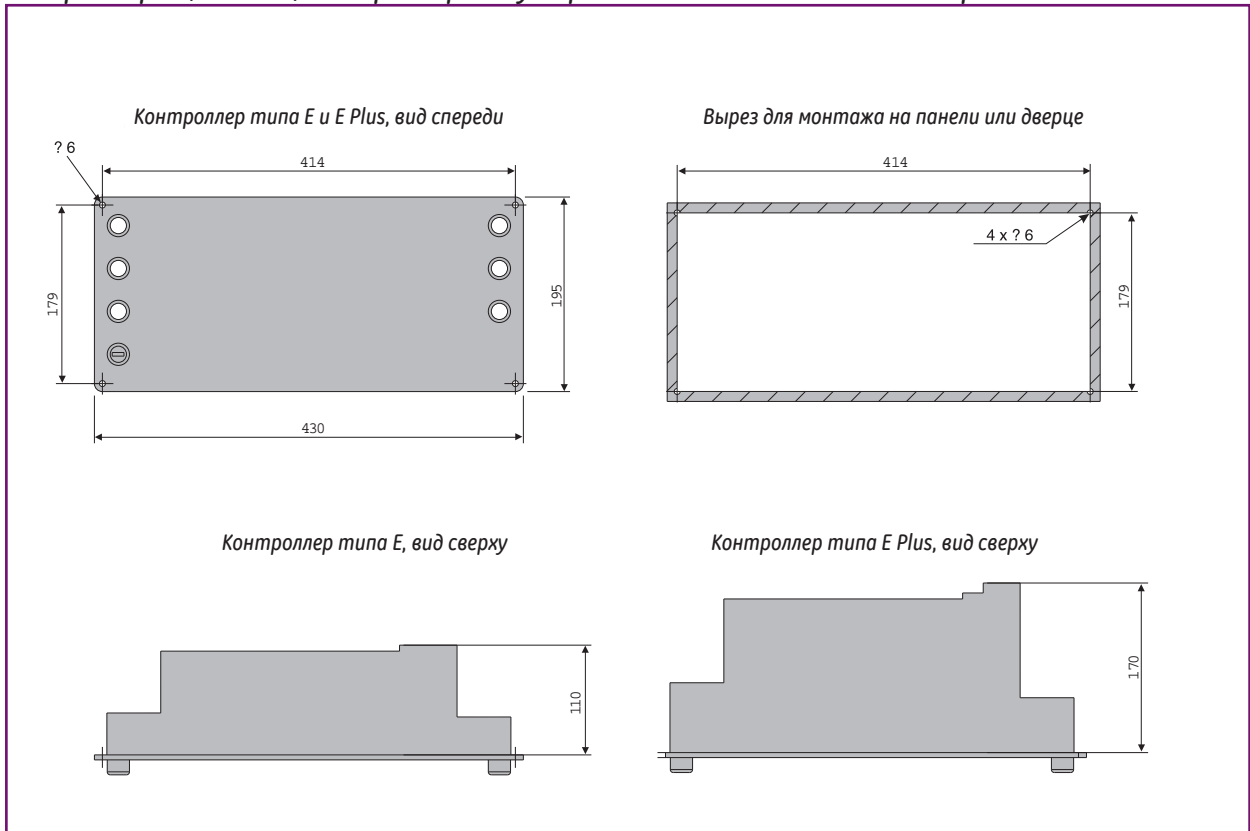 Контроллер типа E и E Plus, вид спереди
Вырез для монтажа на панели или дверце
? 6
414
414
4 x ? 6
179
195
179
430
Контроллер типа E, вид сверху
Контроллер типа E Plus, вид сверху
110
170